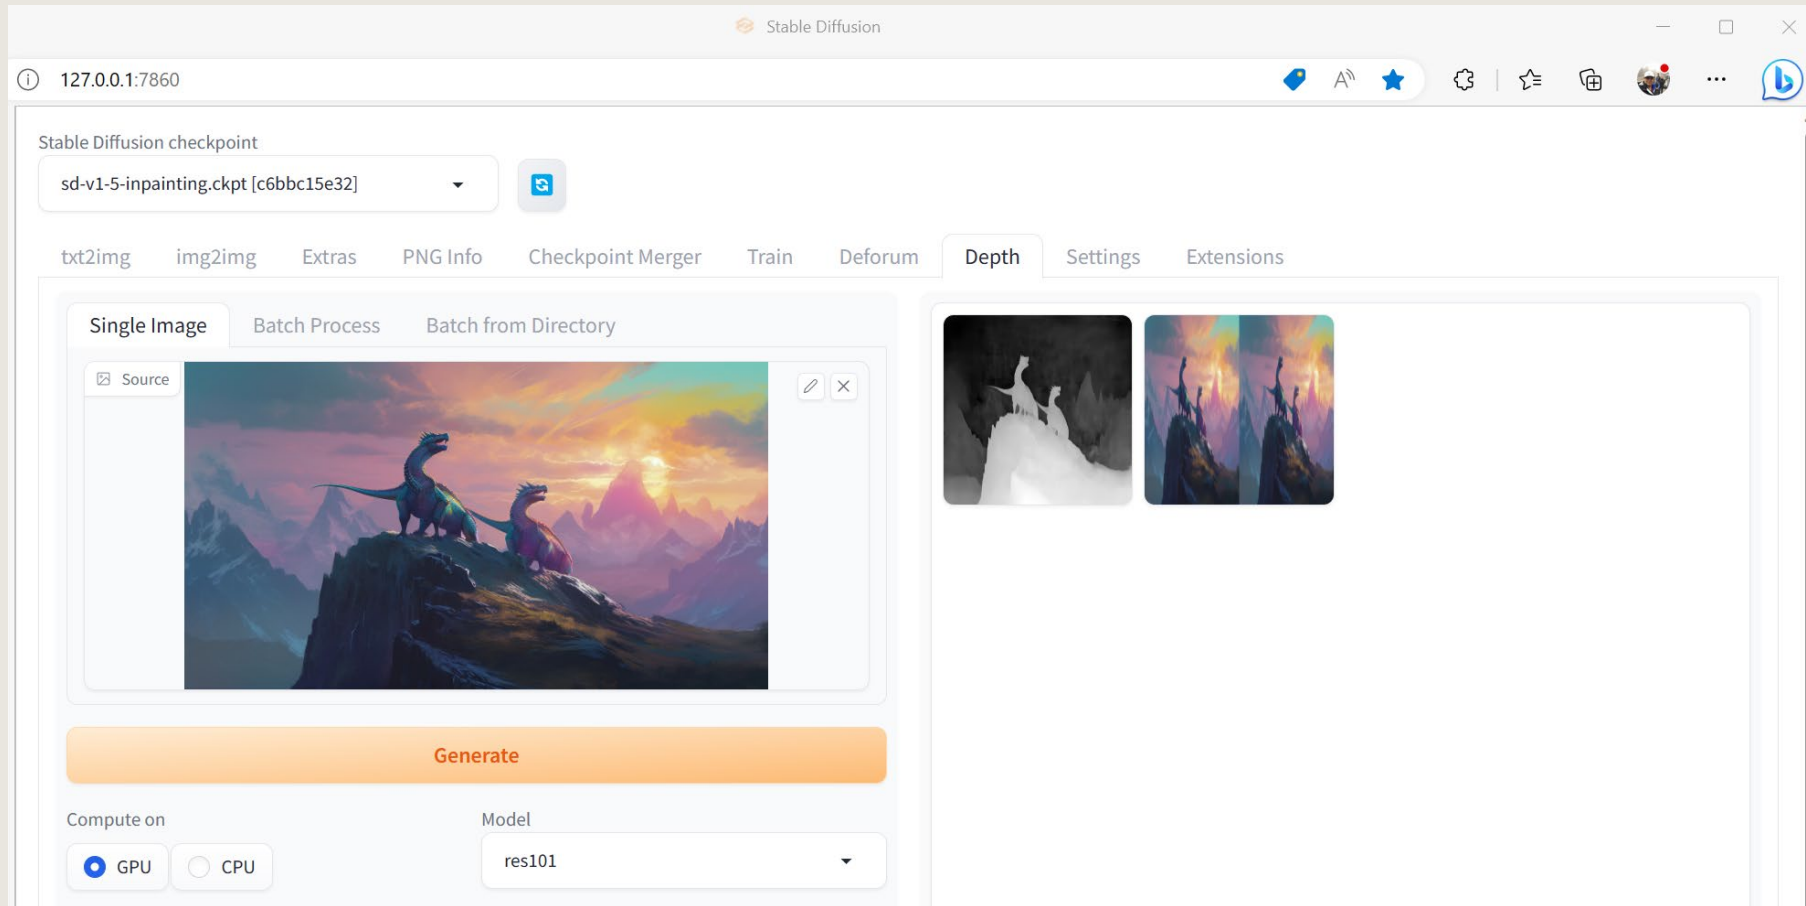 Stable Diffusion
127.0.0.1:7860
Stable Diffusion checkpoint
sd-v1-5-inpainting.ckpt [c6bbc15e32]
txt2img img2img Extras PNG Info Checkpoint Merger Train Deforum Depth Settings Extensions
Single Image Batch Process Batch from Directory
Source
Generate
Compute on Model
GPU CPU res101